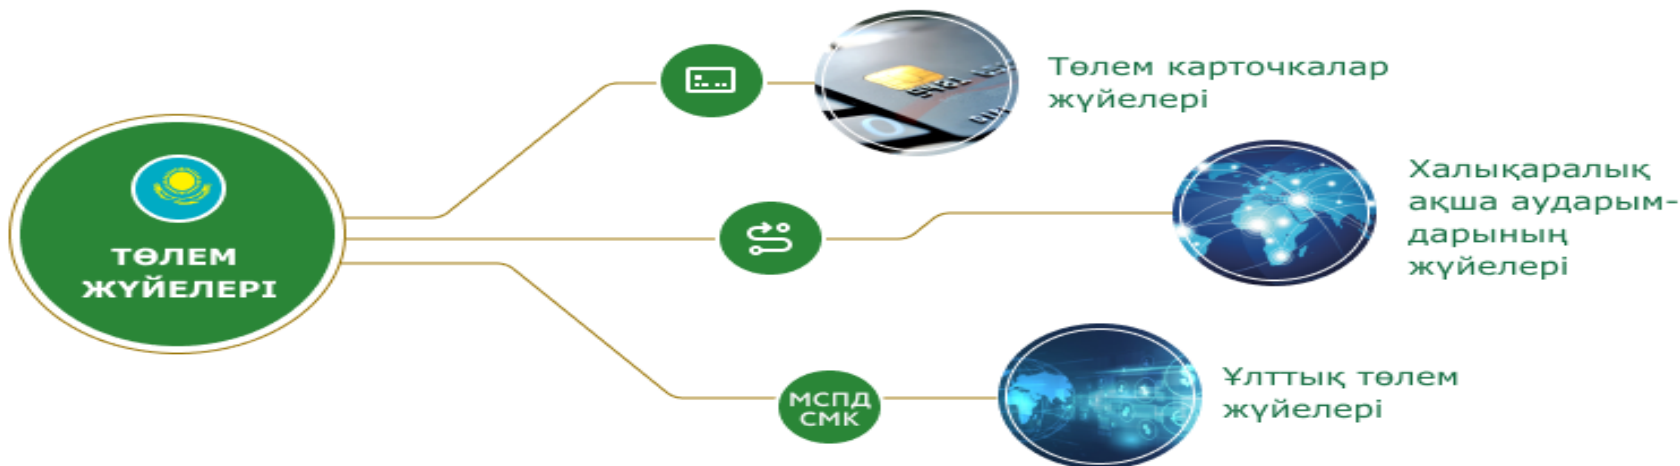 ТӨЛЕМ
ЖҮЙЕЛЕРІ
Төлем карточкалар
жүйелері
Халықаралық
ақша аударым-
дарының
жүйелері
МСПД
СМК
Ұлттық төлем
жүйелері